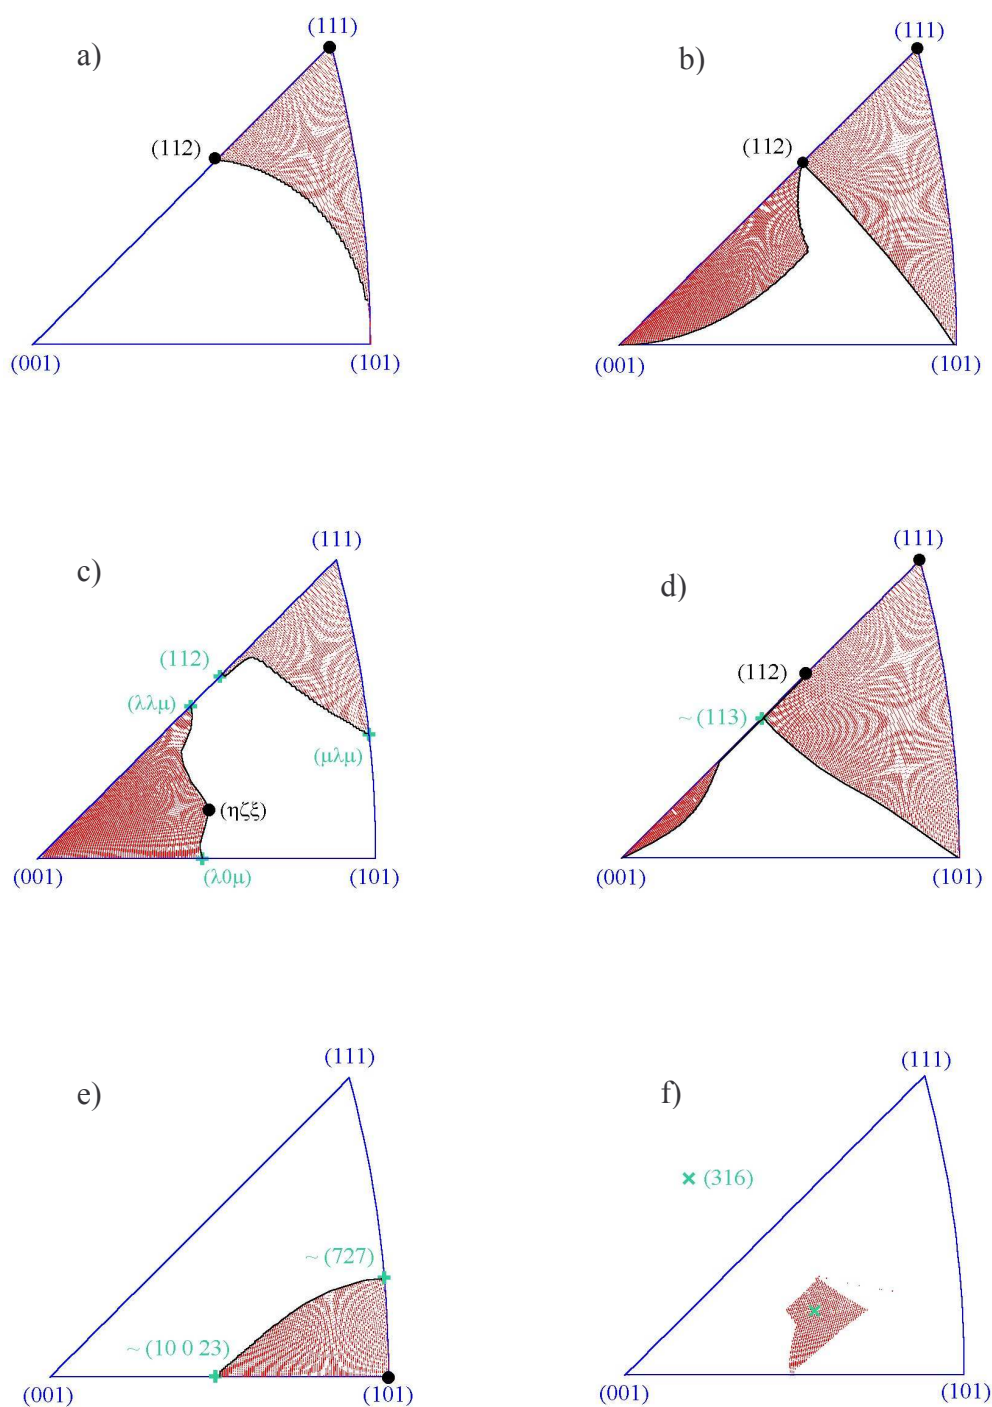 a)
(111)
(112)
(001)
(101)
b)
(111)
(112)
(001)
(101)
c)
(111)
(112)
(λλμ)
(μλμ)
(ηζξ)
(λ0μ)
(001)
(101)
d)
(111)
(112)
~ (113)
(001)
(101)
e)
(111)
~ (727)
~ (10 0 23)
(001)
(101)
f)
(111)
(316)
(001)
(101)